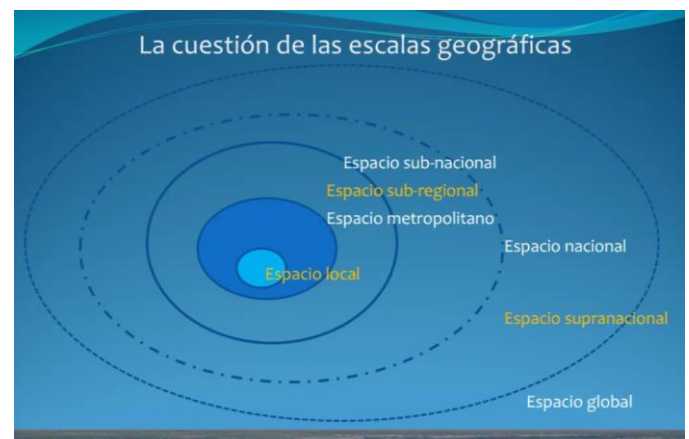 La cuestión de las escalas geográficas
Espacio sub-nacional
Espacio sub-regional
Espacio metropolitano
Espacio nacional
Espacio local
Espacio supranacional
Espacio global